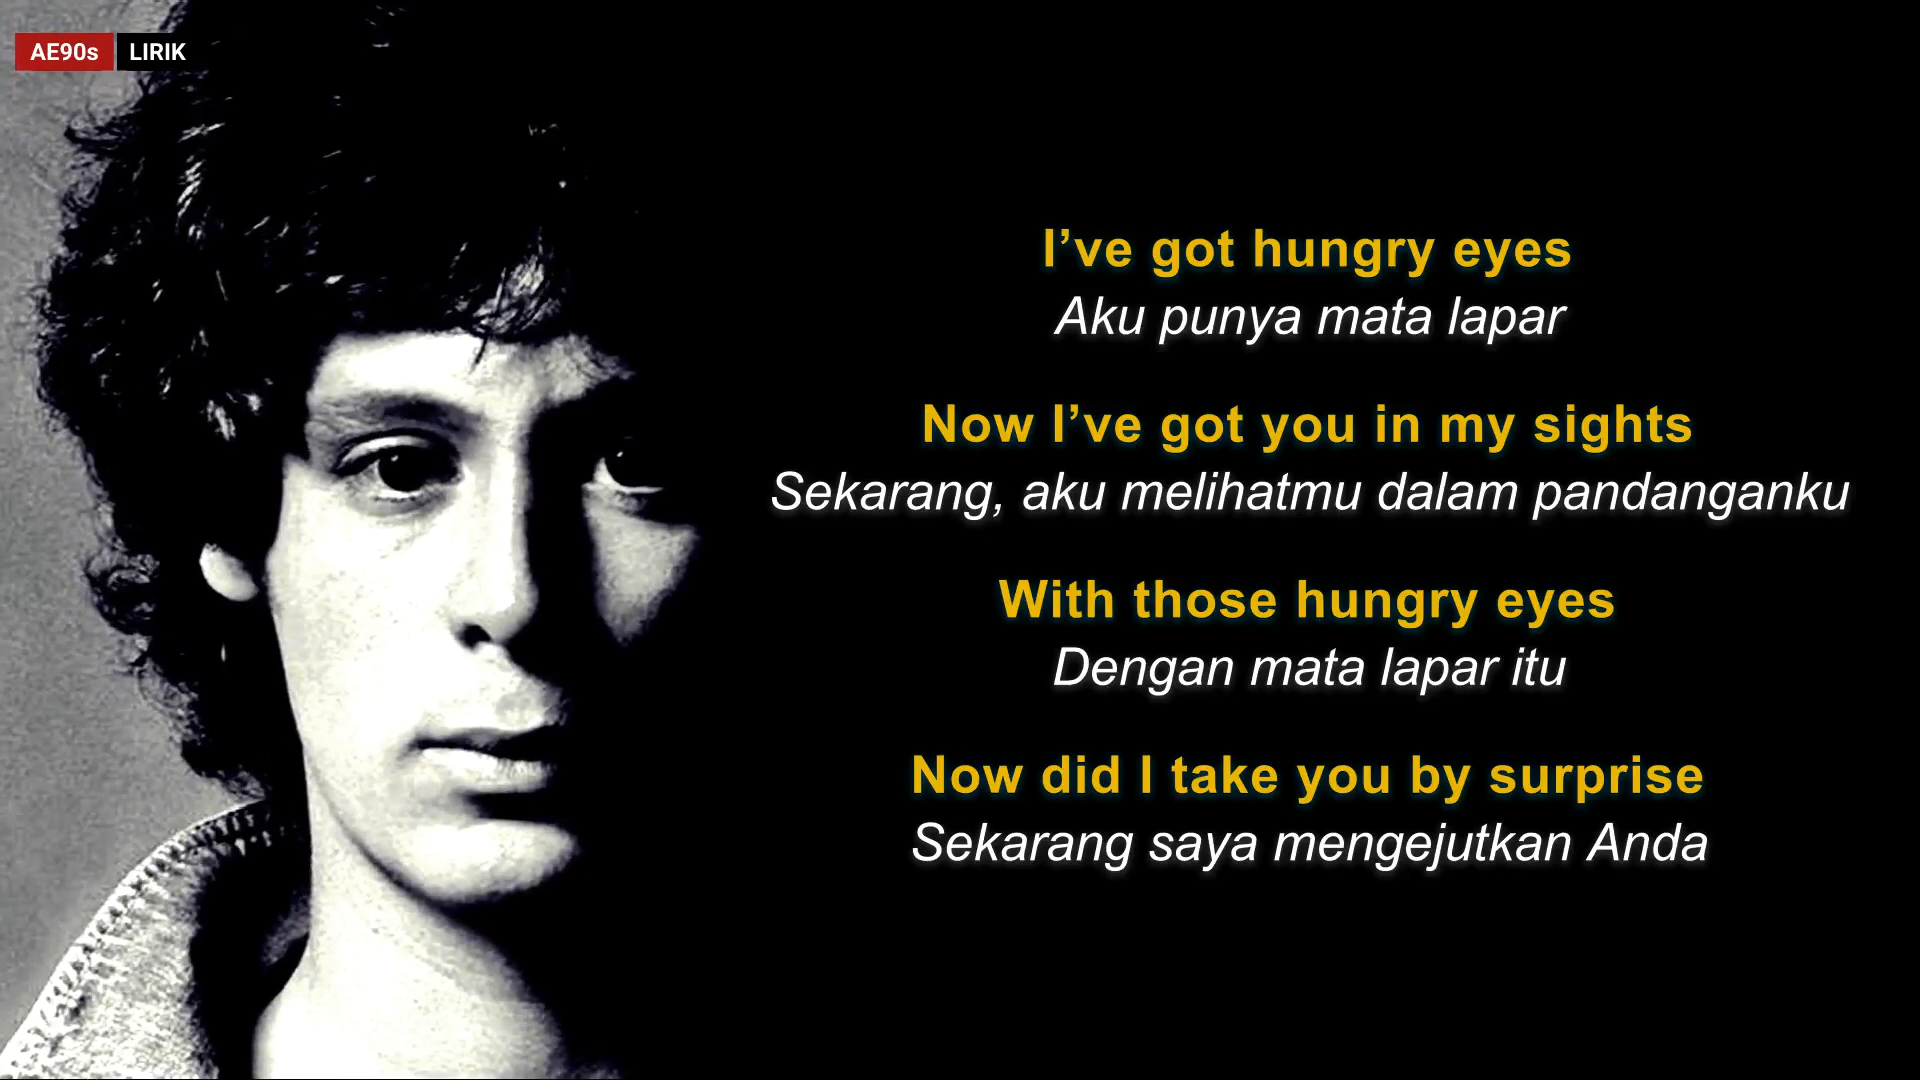 AE90s LIRIK
I’ve got hungry eyes
Aku punya mata lapar
Now I’ve got you in my sights
Sekarang, aku melihatmu dalam pandanganku
With those hungry eyes
Dengan mata lapar itu
Now did I take you by surprise
Sekarang saya mengejutkan Anda